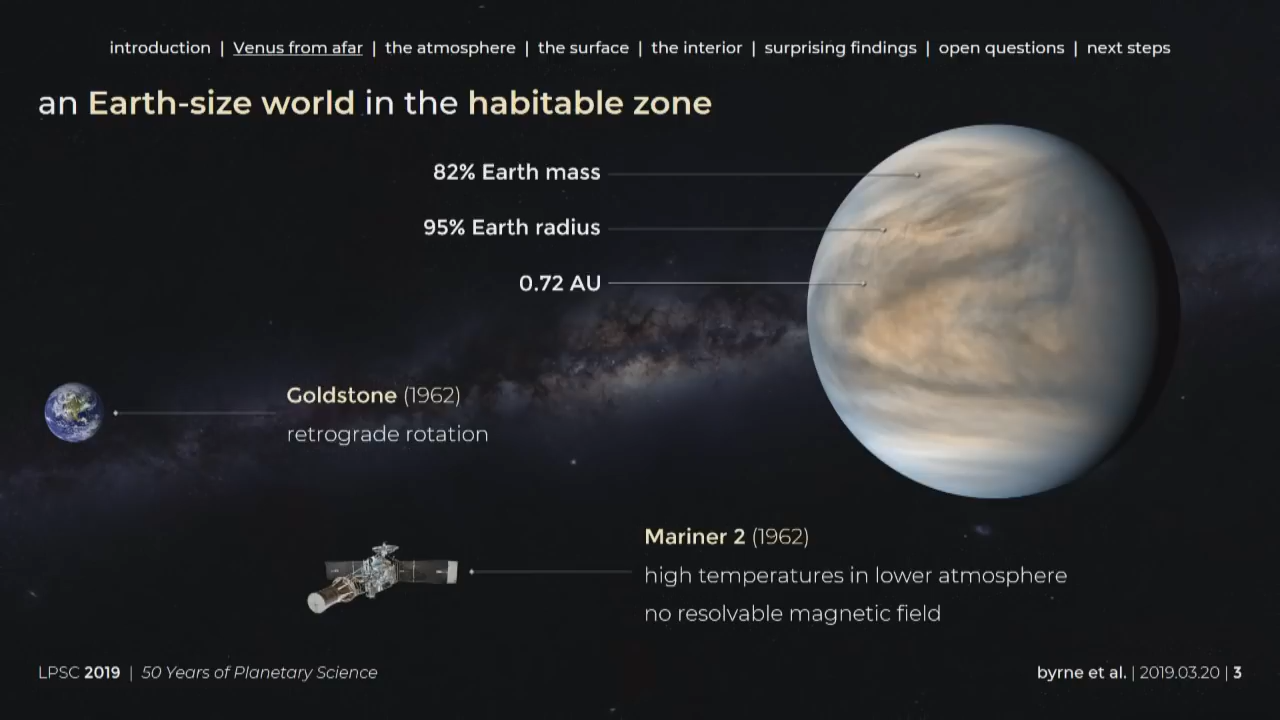 introduction | Venus from afar | the atmosphere | the surface | the interior | surprising findings | open questions | next steps
an Earth-size world in the habitable zone
82% Earth mass
95% Earth radius
0.72 AU
Goldstone (1962)
retrograde rotation
Mariner 2 (1962)
high temperatures in lower atmosphere
no resolvable magnetic field
LPSC 2019 | 50 Years of Planetary Science
byrne et al. | 2019.03.20 | 3